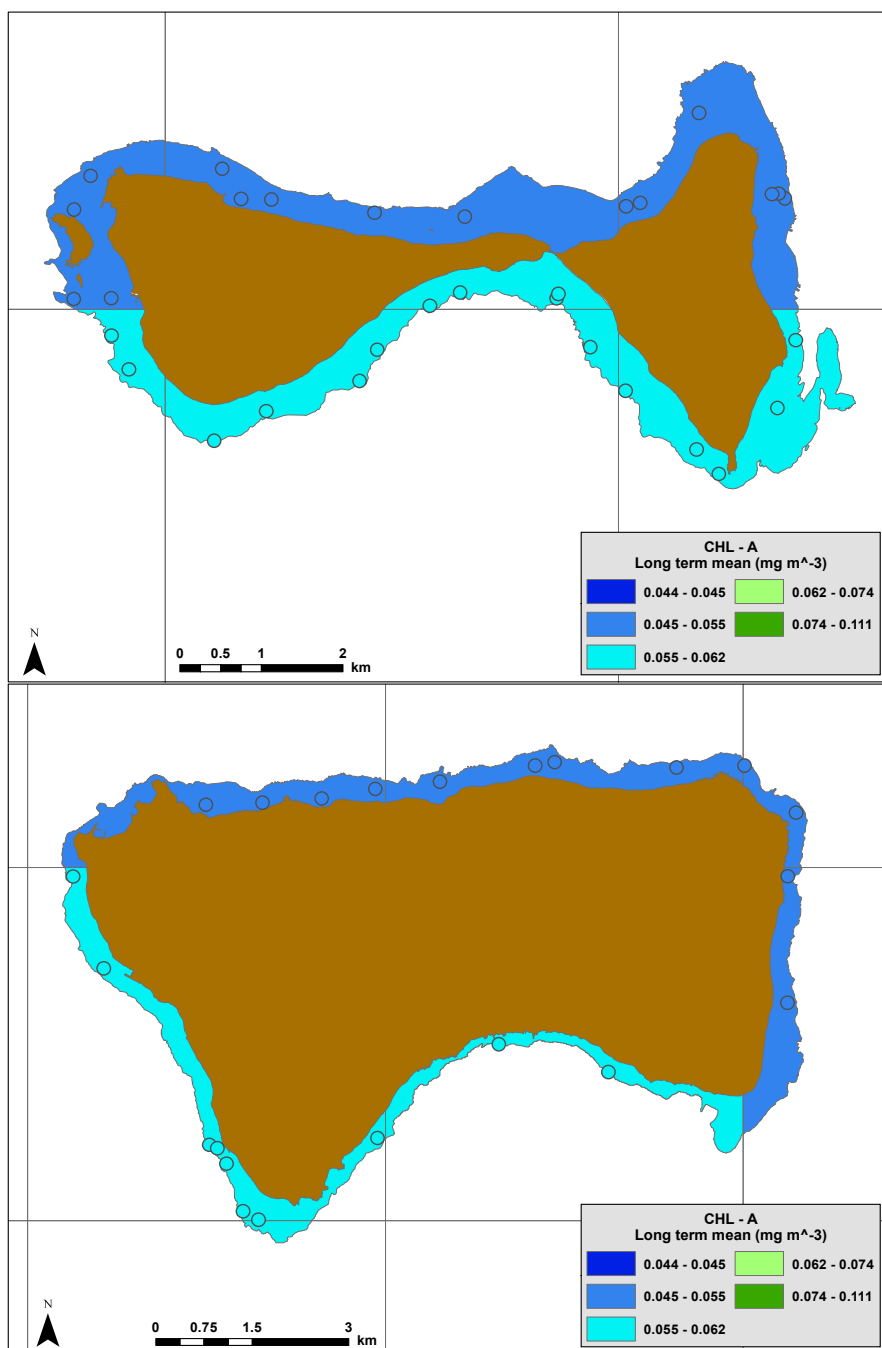 CHL - A
Long term mean (mg m^-3)
0.044 - 0.045 0.062 - 0.074
0.045 - 0.055 0.074 - 0.111
0.055 - 0.062
N
0 0.5 1 2
km
CHL - A
Long term mean (mg m^-3)
0.044 - 0.045 0.062 - 0.074
0.045 - 0.055 0.074 - 0.111
0.055 - 0.062
N
0 0.75 1.5 3
km